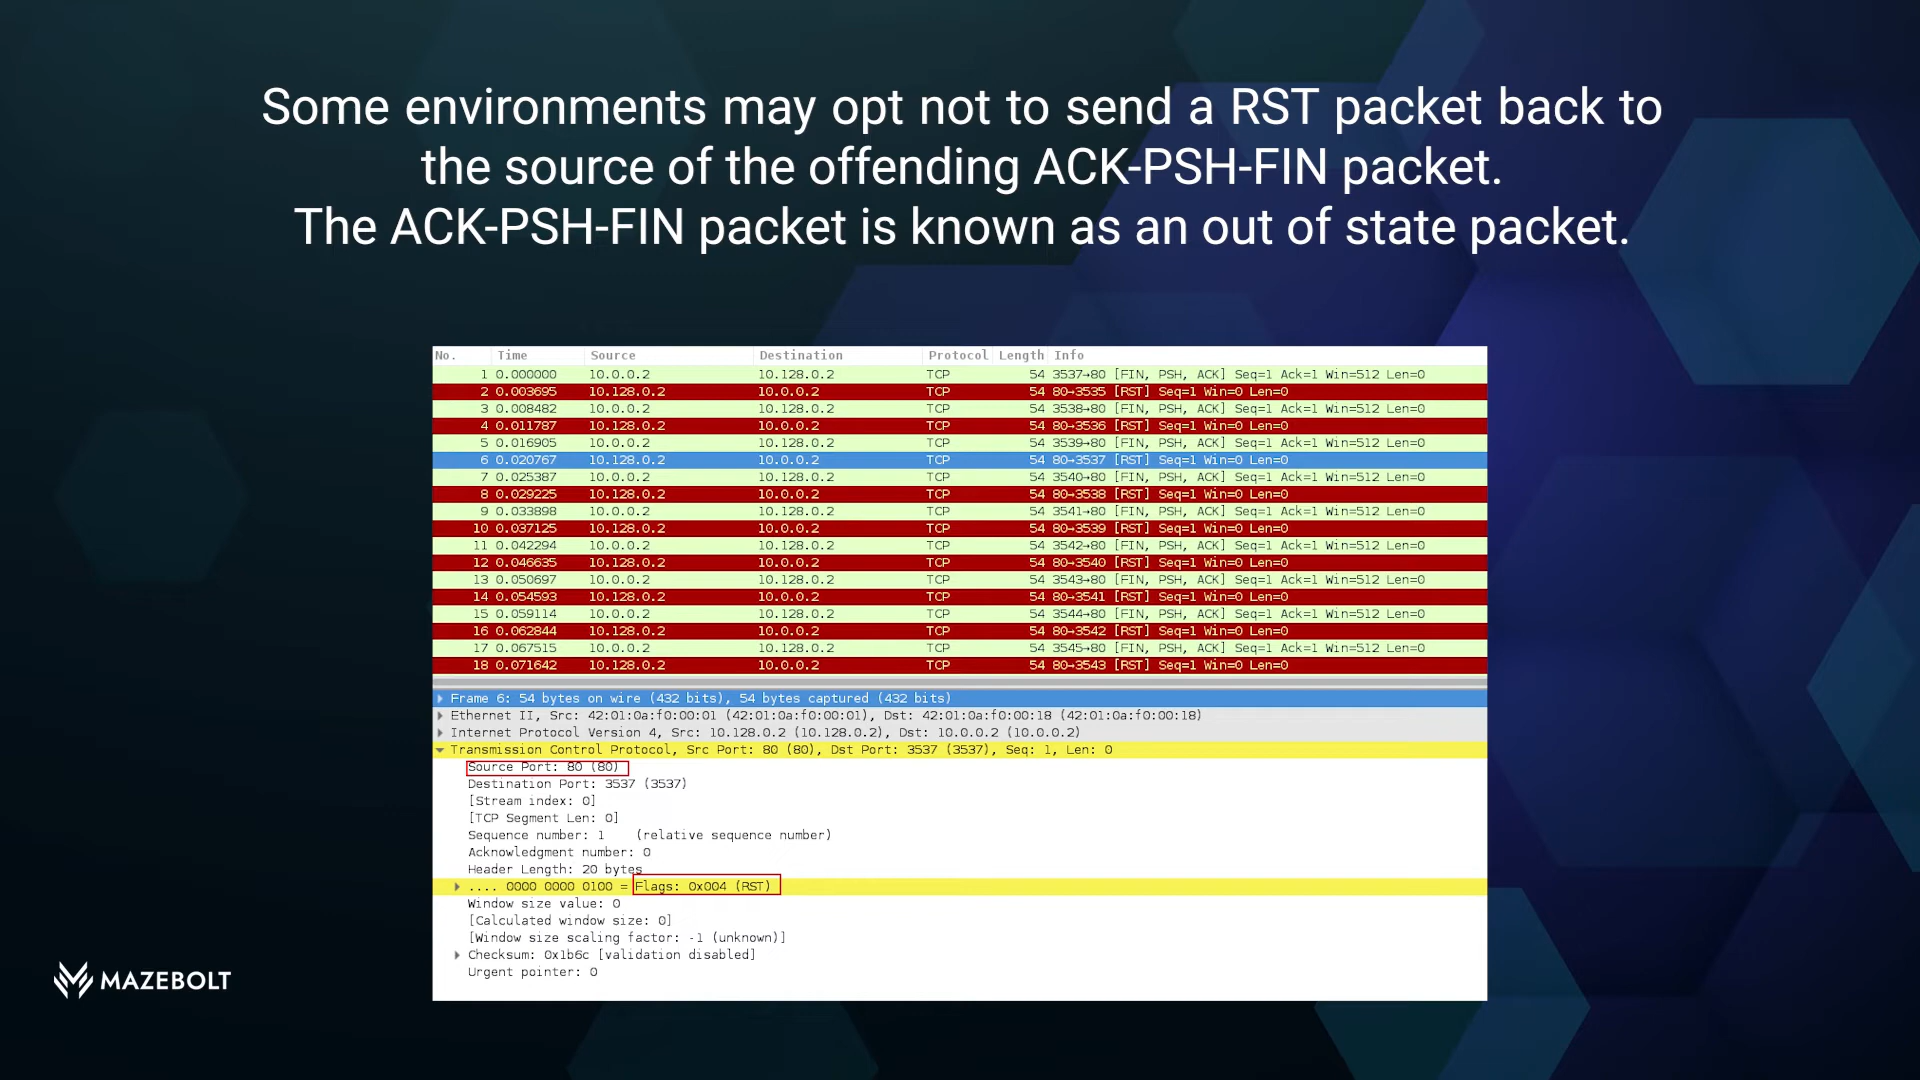 Some environments may opt not to send a RST packet back to
the source of the offending ACK-PSH-FIN packet.
The ACK-PSH-FIN packet is known as an out of state packet.
No. Time Source Destination Protocol Length Info
1 0.000000 10.0.0.2 10.128.0.2 TCP 54 3537→80 [FIN, PSH, ACK] Seq=1 Ack=1 Win=512 Len=0
2 0.003695 10.128.0.2 10.0.0.2 TCP 54 80→3535 [RST] Seq=1 Win=0 Len=0
3 0.008482 10.0.0.2 10.128.0.2 TCP 54 3538→80 [FIN, PSH, ACK] Seq=1 Ack=1 Win=512 Len=0
4 0.011787 10.128.0.2 10.0.0.2 TCP 54 80→3536 [RST] Seq=1 Win=0 Len=0
5 0.016905 10.0.0.2 10.128.0.2 TCP 54 3539→80 [FIN, PSH, ACK] Seq=1 Ack=1 Win=512 Len=0
6 0.020767 10.128.0.2 10.0.0.2 TCP 54 80→3537 [RST] Seq=1 Win=0 Len=0
7 0.025387 10.0.0.2 10.128.0.2 TCP 54 3540→80 [FIN, PSH, ACK] Seq=1 Ack=1 Win=512 Len=0
8 0.029225 10.128.0.2 10.0.0.2 TCP 54 80→3538 [RST] Seq=1 Win=0 Len=0
9 0.033898 10.0.0.2 10.128.0.2 TCP 54 3541→80 [FIN, PSH, ACK] Seq=1 Ack=1 Win=512 Len=0
10 0.037125 10.128.0.2 10.0.0.2 TCP 54 80→3539 [RST] Seq=1 Win=0 Len=0
11 0.042294 10.0.0.2 10.128.0.2 TCP 54 3542→80 [FIN, PSH, ACK] Seq=1 Ack=1 Win=512 Len=0
12 0.046635 10.128.0.2 10.0.0.2 TCP 54 80→3540 [RST] Seq=1 Win=0 Len=0
13 0.050697 10.0.0.2 10.128.0.2 TCP 54 3543→80 [FIN, PSH, ACK] Seq=1 Ack=1 Win=512 Len=0
14 0.054593 10.128.0.2 10.0.0.2 TCP 54 80→3541 [RST] Seq=1 Win=0 Len=0
15 0.059114 10.0.0.2 10.128.0.2 TCP 54 3544→80 [FIN, PSH, ACK] Seq=1 Ack=1 Win=512 Len=0
16 0.062844 10.128.0.2 10.0.0.2 TCP 54 80→3542 [RST] Seq=1 Win=0 Len=0
17 0.067515 10.0.0.2 10.128.0.2 TCP 54 3545→80 [FIN, PSH, ACK] Seq=1 Ack=1 Win=512 Len=0
18 0.071642 10.128.0.2 10.0.0.2 TCP 54 80→3543 [RST] Seq=1 Win=0 Len=0
Frame 6: 54 bytes on wire (432 bits), 54 bytes captured (432 bits)
Ethernet II, Src: 42:01:0a:f0:00:01 (42:01:0a:f0:00:01), Dst: 42:01:0a:f0:00:18 (42:01:0a:f0:00:18)
Internet Protocol Version 4, Src: 10.128.0.2 (10.128.0.2), Dst: 10.0.0.2 (10.0.0.2)
Transmission Control Protocol, Src Port: 80 (80), Dst Port: 3537 (3537), Seq: 1, Len: 0
Source Port: 80 (80)
Destination Port: 3537 (3537)
[Stream index: 0]
[TCP Segment Len: 0]
Sequence number: 1 (relative sequence number)
Acknowledgment number: 0
Header Length: 20 bytes
.... 0000 0000 0100 = Flags: 0x004 (RST)
Window size value: 0
[Calculated window size: 0]
[Window size scaling factor: -1 (unknown)]
Checksum: 0x1b6c [validation disabled]
Urgent pointer: 0
MAZEBOLT